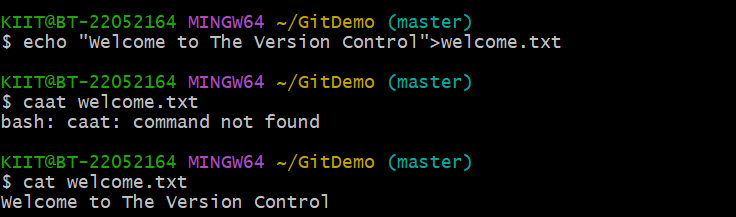 KIIT@BT-22052164 MINGW64 ~/GitDemo (master)
$ echo "Welcome to The Version Control">welcome.txt
KIIT@BT-22052164 MINGW64 ~/GitDemo (master)
$ caat welcome.txt
bash: caat: command not found
KIIT@BT-22052164 MINGW64 ~/GitDemo (master)
$ cat welcome.txt
Welcome to The Version Control